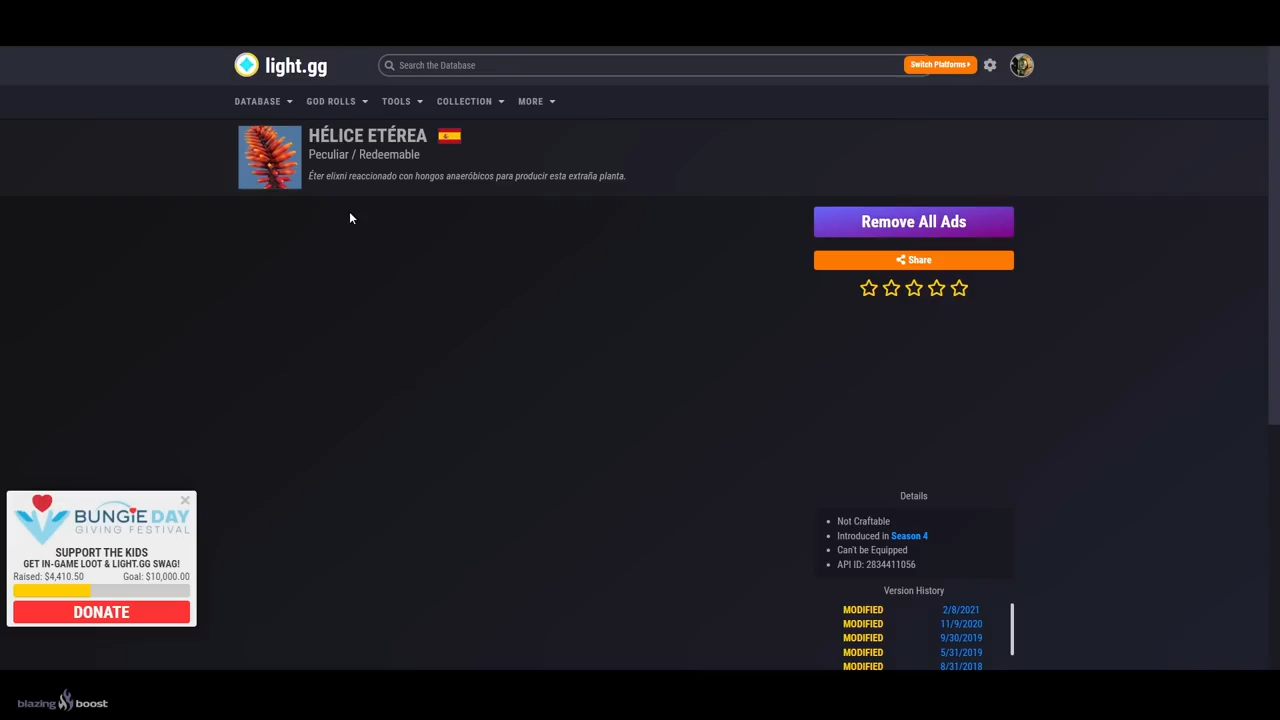 light.gg
Search the Database
Switch Platforms
DATABASE
GOD ROLLS
TOOLS
COLLECTION
MORE
HÉLICE ETÉREA
Peculiar / Redeemable
Éter elixni reaccionado con hongos anaeróbicos para producir esta extraña planta.
Remove All Ads
Share
Details
Not Craftable
Introduced in Season 4
Can't be Equipped
API ID: 2834411056
Version History
MODIFIED 2/8/2021
MODIFIED 11/9/2020
MODIFIED 9/30/2019
MODIFIED 5/31/2019
MODIFIED 8/31/2018
BUNGIE DAY
GIVING FESTIVAL
SUPPORT THE KIDS
GET IN-GAME LOOT & LIGHT.GG SWAG!
Raised: $4,410.50 Goal: $10,000.00
DONATE
blazing boost